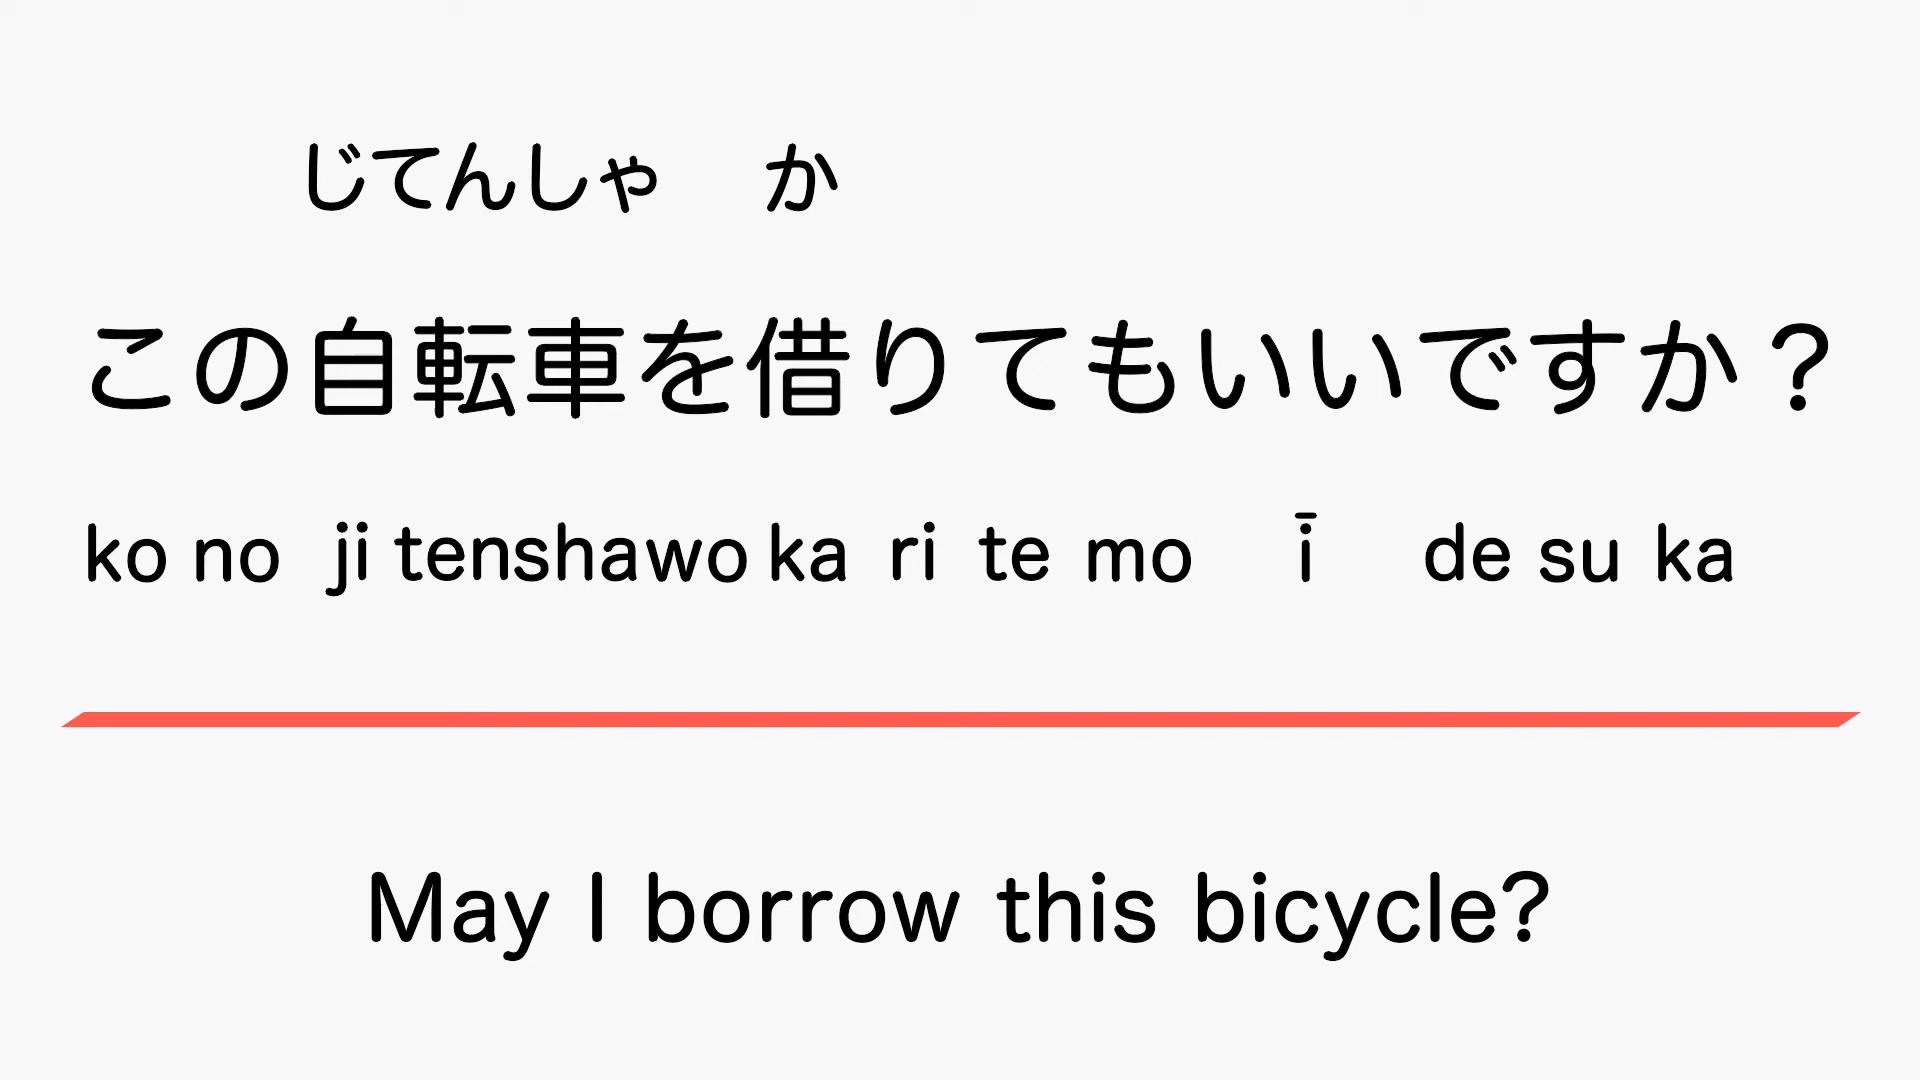 じてんしゃ か
この自転車を借りてもいいですか？
ko no ji tenshawo ka ri te mo ī de su ka
May I borrow this bicycle?